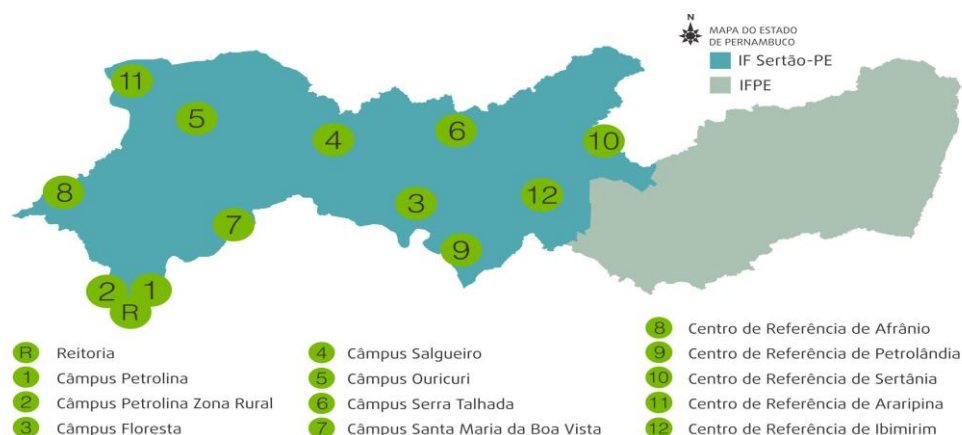 N
MAPA DO ESTADO
DE PERNAMBUCO
IF Sertão-PE
IFPE
11
5
4
6
10
8
3
12
7
9
2
1
R
R Reitoria
1 Câmpus Petrolina
2 Câmpus Petrolina Zona Rural
3 Câmpus Floresta
4 Câmpus Salgueiro
5 Câmpus Ouricuri
6 Câmpus Serra Talhada
7 Câmpus Santa Maria da Boa Vista
8 Centro de Referência de Afrânio
9 Centro de Referência de Petrolândia
10 Centro de Referência de Sertânia
11 Centro de Referência de Araripina
12 Centro de Referência de Ibimirim